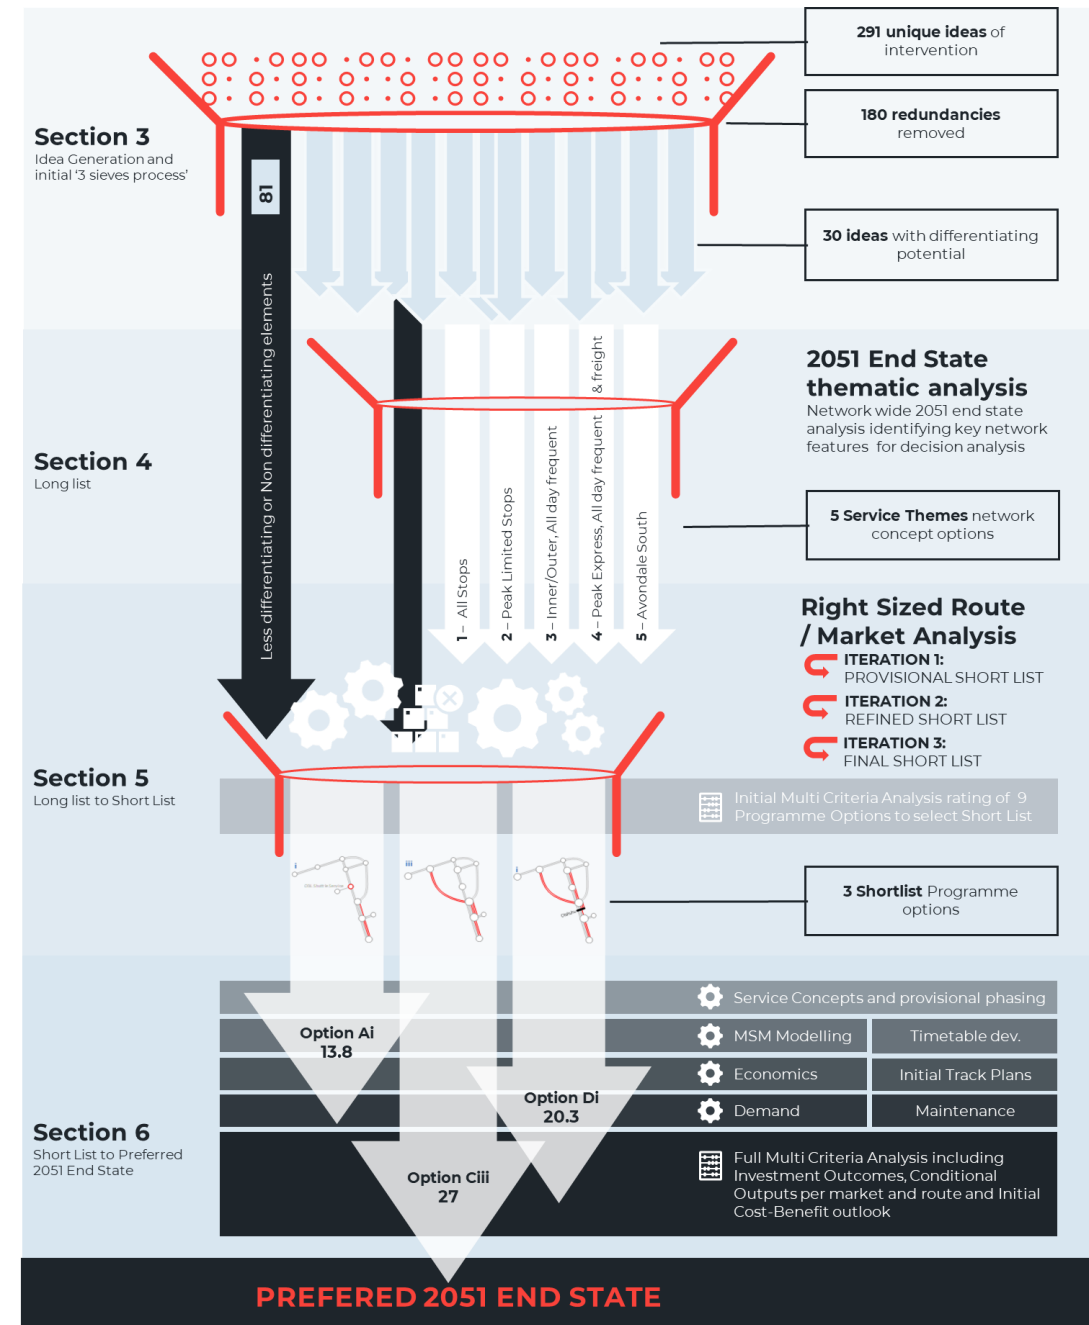 291 unique ideas of
intervention
180 redundancies
removed
Section 3
Idea Generation and
initial ‘3 sieves process’
81
30 ideas with differentiating
potential
Less differentiating or Non differentiating elements
2051 End State
thematic analysis
Network wide 2051 end state
analysis identifying key network
features for decision analysis
Section 4
Long list
1 – All Stops
2 – Peak Limited Stops
3 – Inner/Outer, All day frequent
4 – Peak Express, All day frequent & freight
5 – Avondale South
5 Service Themes network
concept options
Right Sized Route
/ Market Analysis
ITERATION 1:
PROVISIONAL SHORT LIST
ITERATION 2:
REFINED SHORT LIST
ITERATION 3:
FINAL SHORT LIST
Section 5
Long list to Short List
Initial Multi Criteria Analysis rating of 9
Programme Options to select Short List
i
iii
i
3 Shortlist Programme
options
Service Concepts and provisional phasing
Option Ai
13.8
MSM Modelling
Timetable dev.
Economics
Initial Track Plans
Option Di
20.3
Demand
Maintenance
Section 6
Short List to Preferred
2051 End State
Option Ciii
27
Full Multi Criteria Analysis including
Investment Outcomes, Conditional
Outputs per market and route and Initial
Cost-Benefit outlook
PREFERED 2051 END STATE